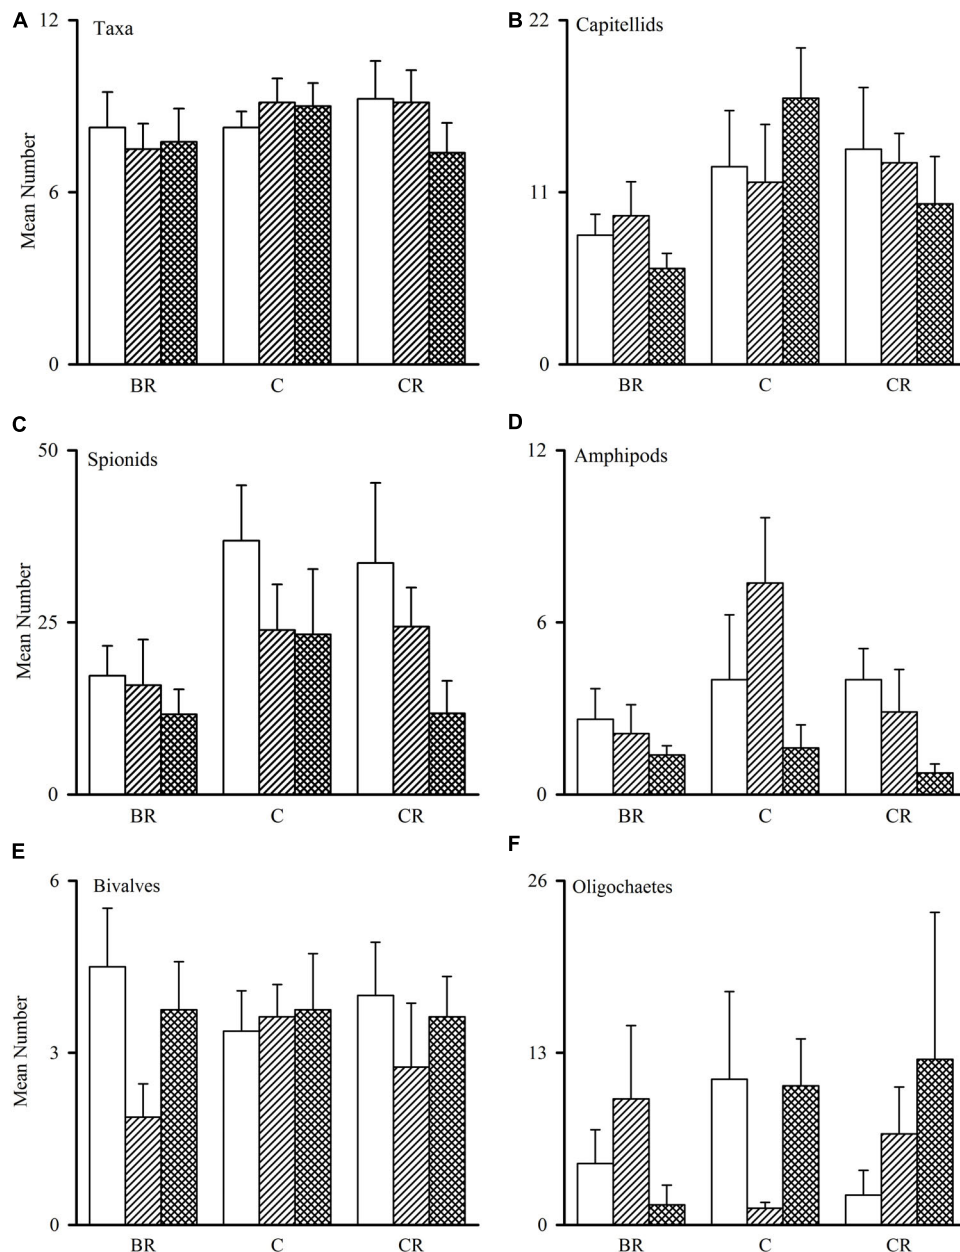 A
Taxa
12
6
0
Mean Number
BR C CR
B
Capitellids
22
11
0
BR C CR
C
Spionids
50
25
0
Mean Number
BR C CR
D
Amphipods
12
6
0
BR C CR
E
Bivalves
6
3
0
Mean Number
BR C CR
F
Oligochaetes
26
13
0
BR C CR